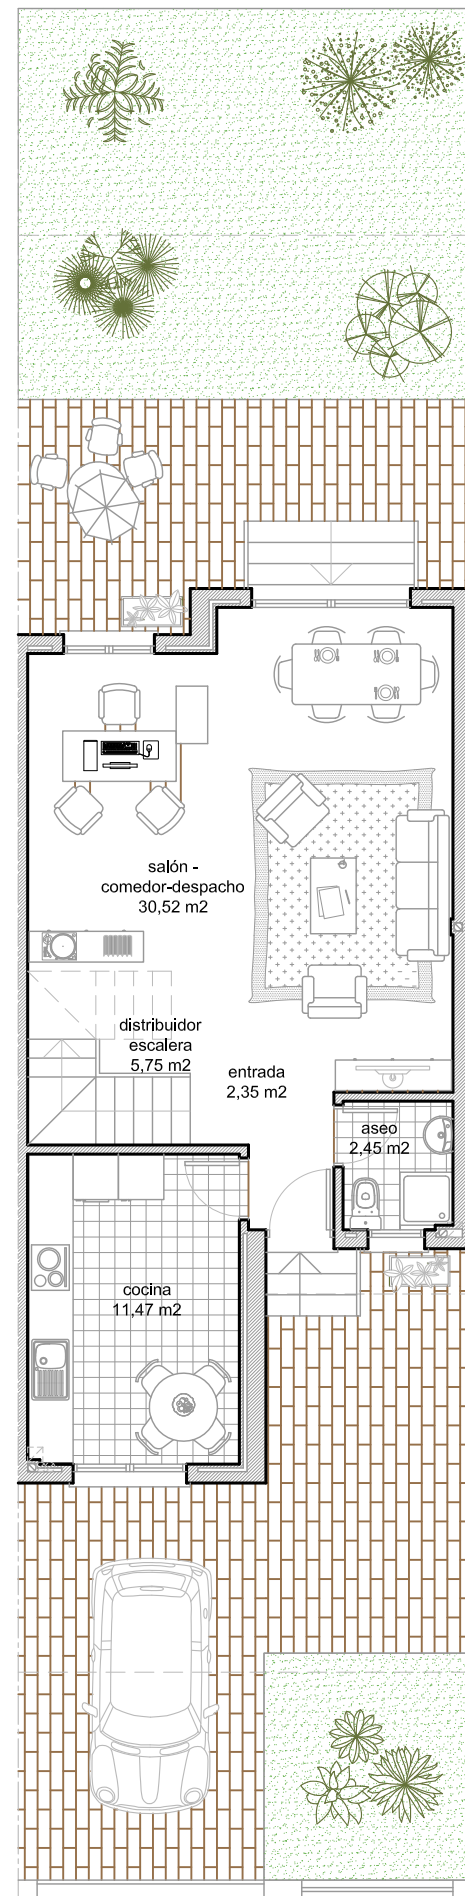 salón -
comedor-despacho
30,52 m2
distribuidor
escalera
5,75 m2
entrada
2,35 m2
aseo
2,45 m2
cocina
11,47 m2